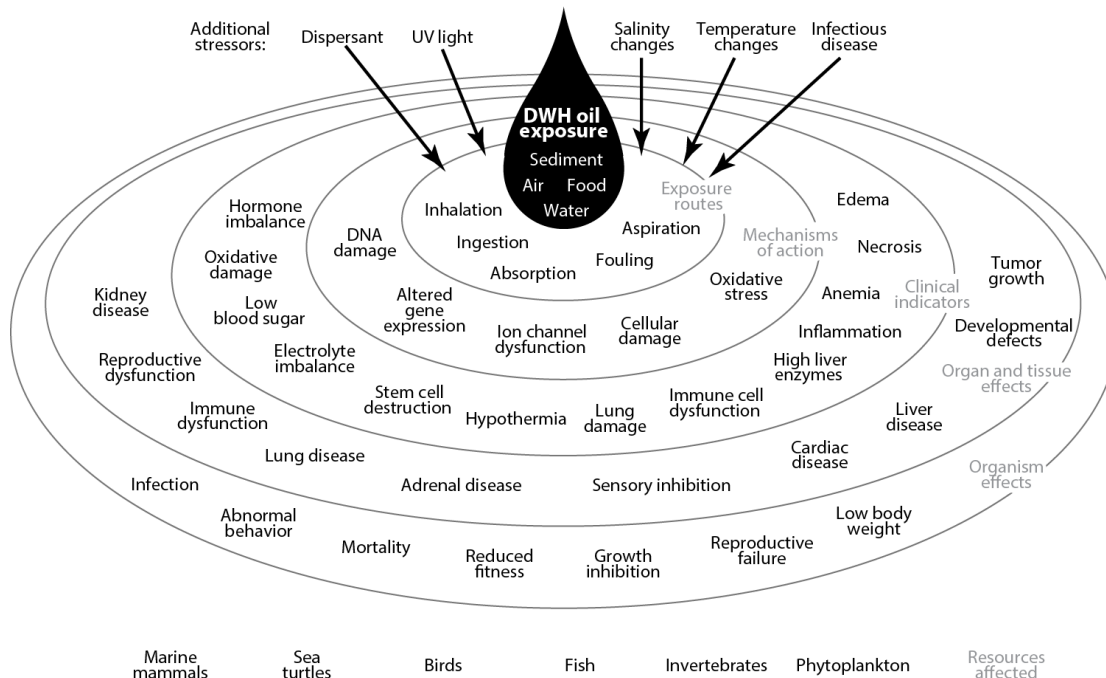 Additional
stressors:
Dispersant
UV light
Salinity
changes
Temperature
changes
Infectious
disease
DWH oil
exposure
Sediment
Air Food
Water
Exposure
routes
Inhalation
Ingestion
Absorption
Fouling
Aspiration
Mechanisms
of action
DNA
damage
Altered
gene
expression
Ion channel
dysfunction
Cellular
damage
Oxidative
stress
Clinical
indicators
Hormone
imbalance
Oxidative
damage
Low
blood sugar
Electrolyte
imbalance
Stem cell
destruction
Hypothermia
Lung
damage
Immune cell
dysfunction
High liver
enzymes
Inflammation
Anemia
Necrosis
Edema
Organ and tissue
effects
Kidney
disease
Reproductive
dysfunction
Immune
dysfunction
Lung disease
Adrenal disease
Sensory inhibition
Cardiac
disease
Liver
disease
Developmental
defects
Tumor
growth
Organism
effects
Infection
Abnormal
behavior
Mortality
Reduced
fitness
Growth
inhibition
Reproductive
failure
Low body
weight
Marine
mammals
Sea
turtles
Birds
Fish
Invertebrates
Phytoplankton
Resources
affected